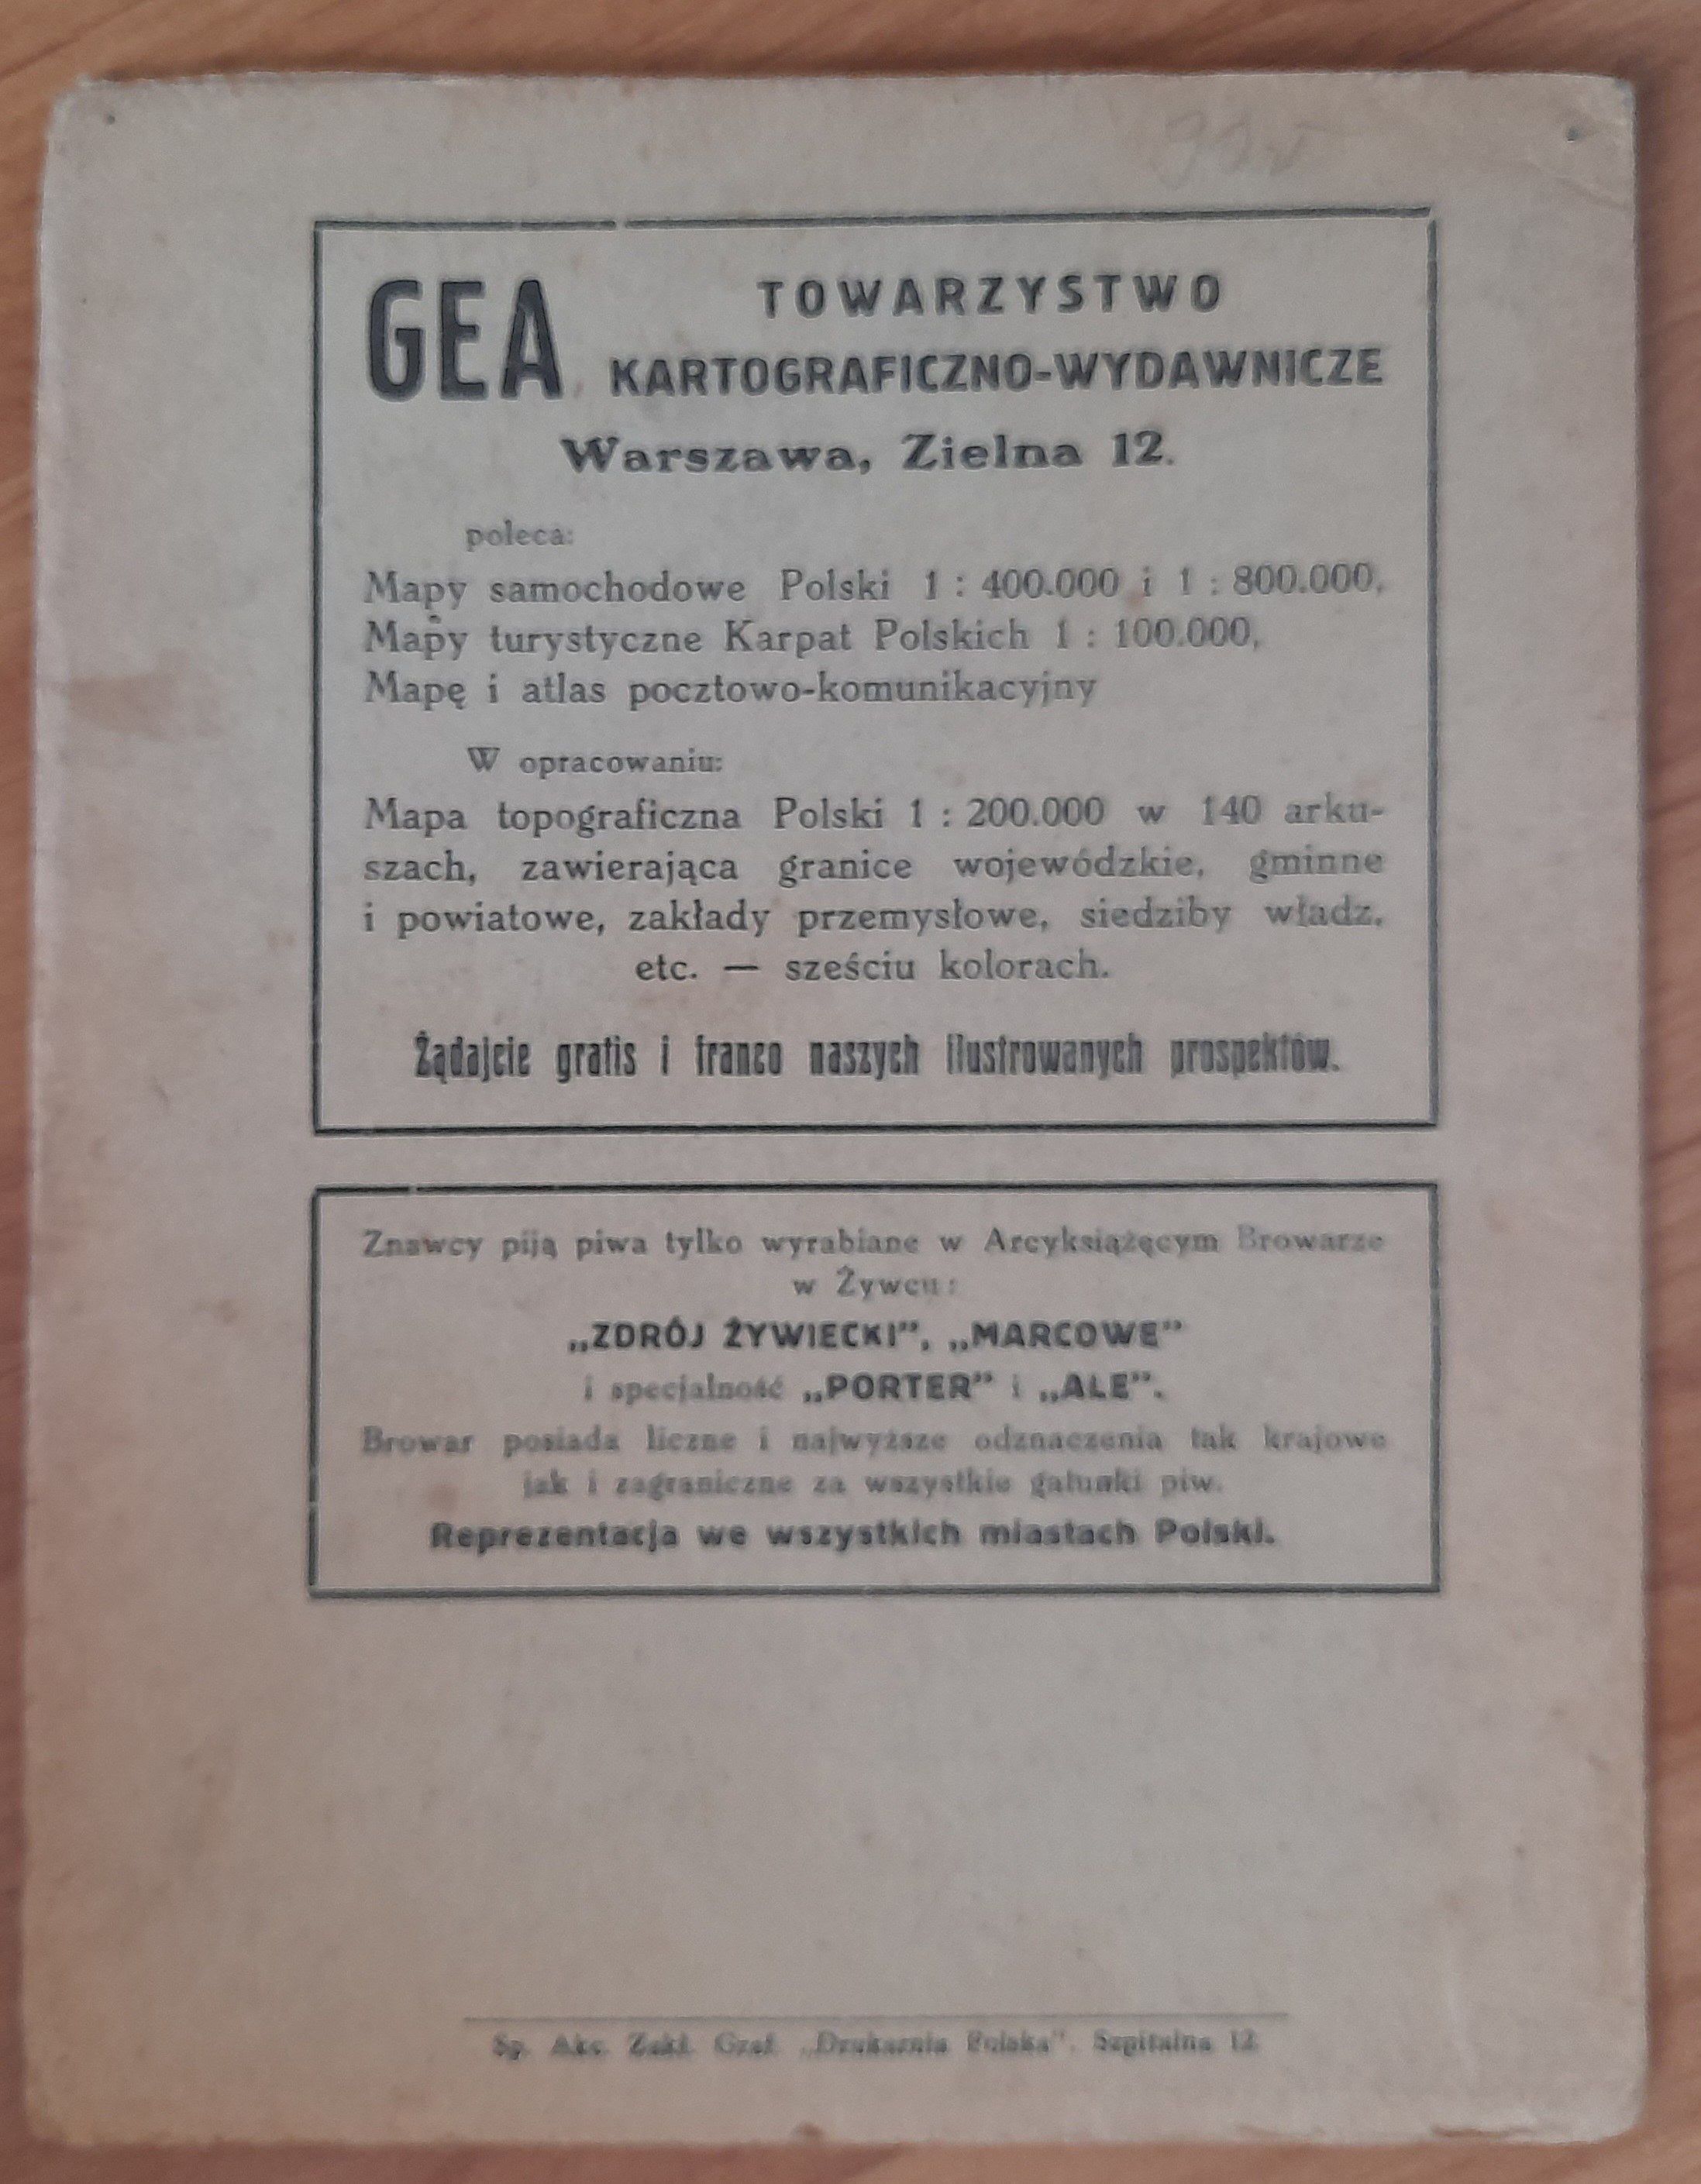 GEA TOWARZYSTWO
KARTOGRAFICZNO-WYDAWNICZE
Warszawa, Zielna 12.
poleca:
Mapy samochodowe Polski 1 : 400.000 i 1 : 800.000,
Mapy turystyczne Karpat Polskich 1 : 100.000,
Mapę i atlas pocztowo-komunikacyjny
W opracowaniu:
Mapa topograficzna Polski 1 : 200.000 w 140 arku-
szach, zawierająca granice wojewódzkie, gminne
i powiatowe, zakłady przemysłowe, siedziby władz,
etc. — sześciu kolorach.
Żądajcie gratis i franco naszych ilustrowanych prospektów.
Znawcy piją piwa tylko wyrabiane w Arcyksiążęcym Browarze
w Żywcu:
„ZDRÓJ ŻYWIECKI”, „MARCOWE”
i specjalność „PORTER” i „ALE”.
Browar posiada liczne i najwyższe odznaczenia tak krajowe
jak i zagraniczne za wszystkie gatunki piw.
Reprezentacja we wszystkich miastach Polski.
Sp. Akc. Zakł. Graf. „Drukarnia Polska”, Szpitalna 12